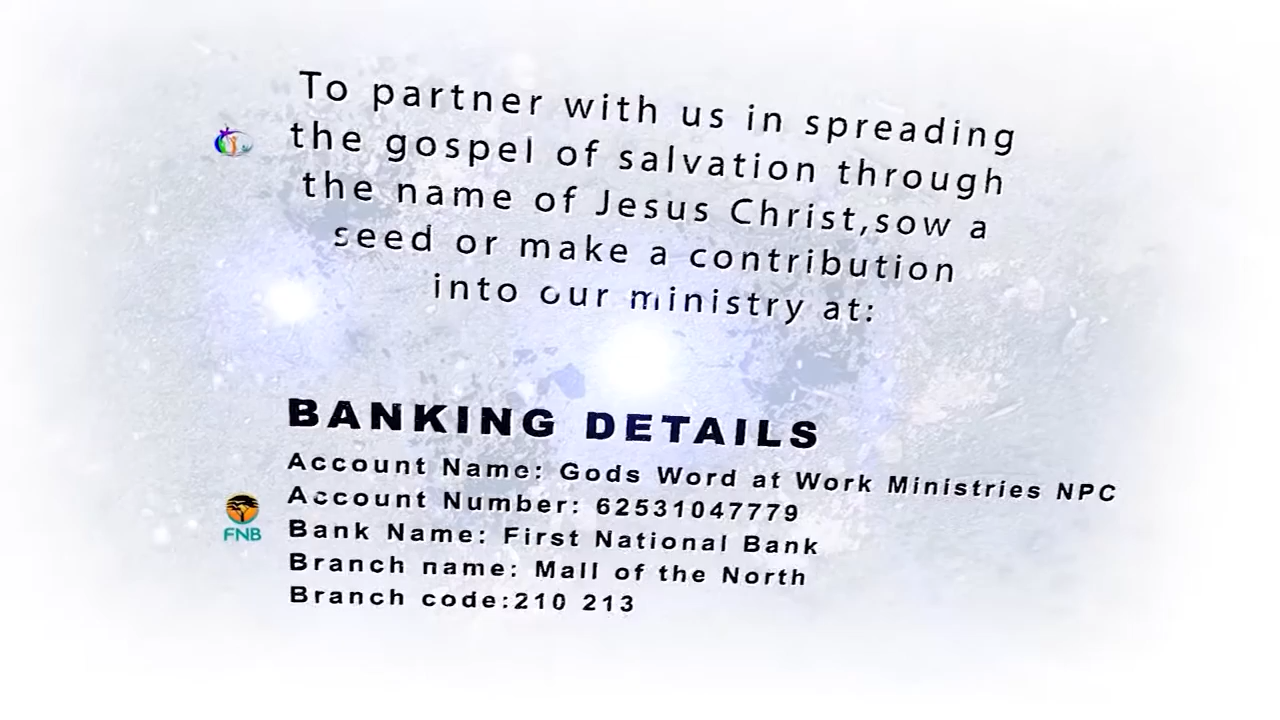 To partner with us in spreading
the gospel of salvation through
the name of Jesus Christ,sow a
seed or make a contribution
into our ministry at:
BANKING DETAILS
Account Name: Gods Word at Work Ministries NPC
Account Number: 62531047779
Bank Name: First National Bank
Branch name: Mall of the North
Branch code:210 213
FNB